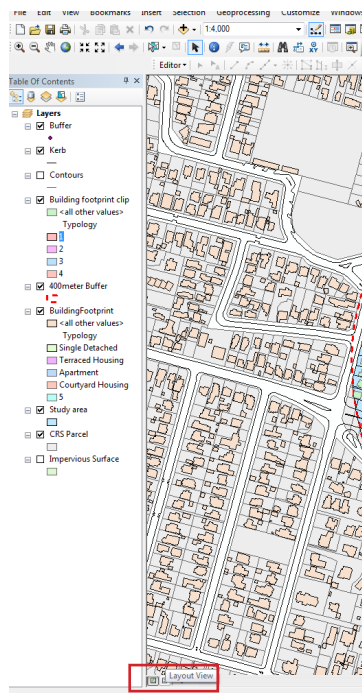 File Edit View Bookmarks Insert Selection Geoprocessing Customize Windows
1:4.000
Editor
Table Of Contents
Layers
Buffer
Kerb
Contours
Building footprint clip
<all other values>
Typology
1
2
3
4
400meter Buffer
BuildingFootprint
<all other values>
Typology
Single Detached
Terraced Housing
Apartment
Courtyard Housing
5
Study area
CRS Parcel
Impervious Surface
Layout View